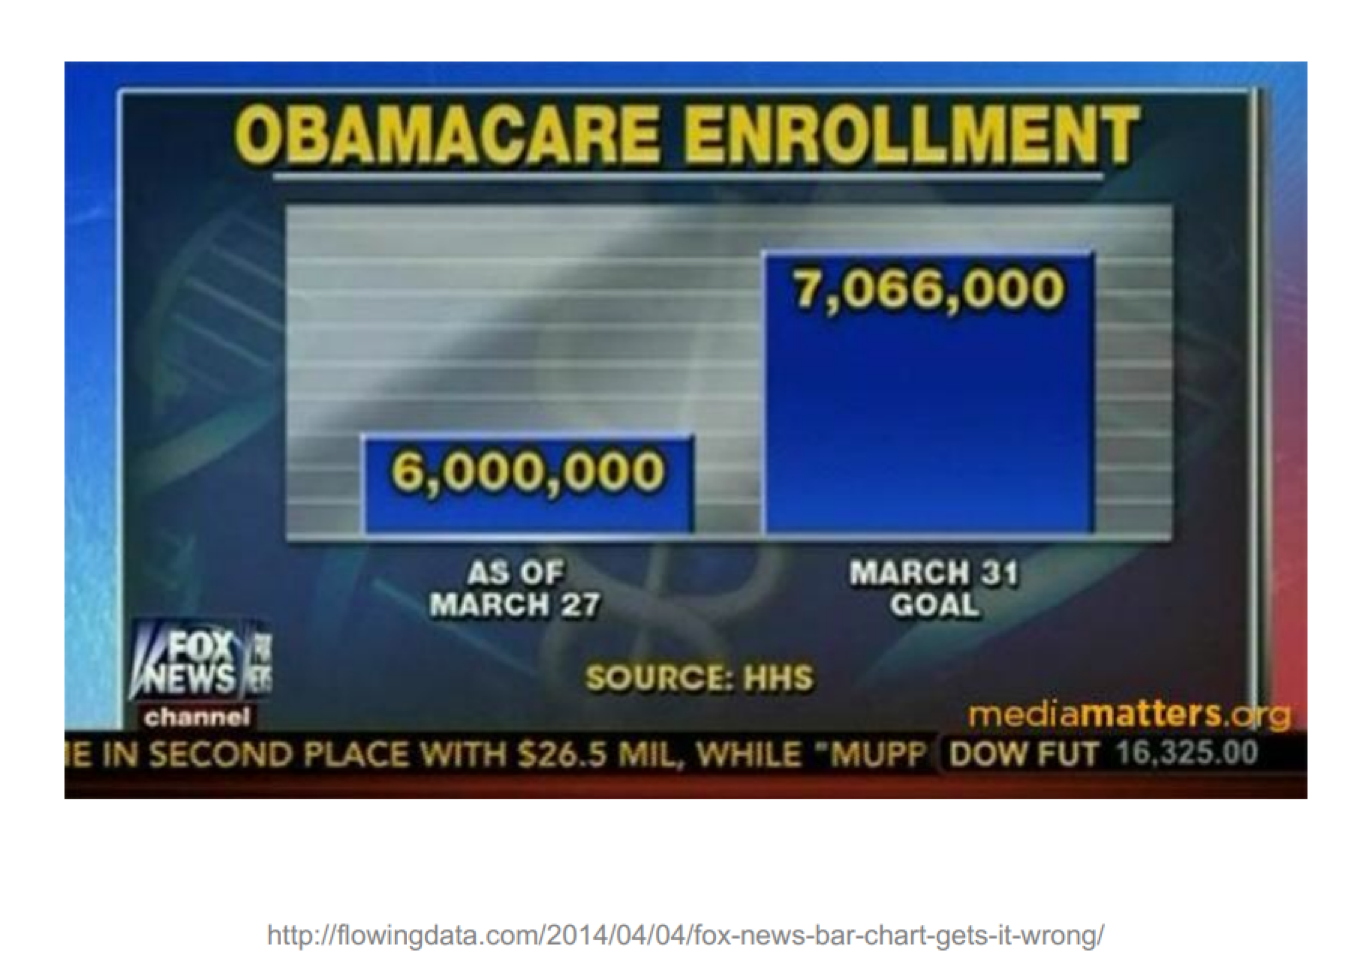 OBAMACARE ENROLLMENT
7,066,000
6,000,000
AS OF
MARCH 27
MARCH 31
GOAL
FOX
NEWS
channel
SOURCE: HHS
mediamatters.org
IE IN SECOND PLACE WITH $26.5 MIL, WHILE "MUPP
DOW FUT 16,325.00
http://flowingdata.com/2014/04/04/fox-news-bar-chart-gets-it-wrong/